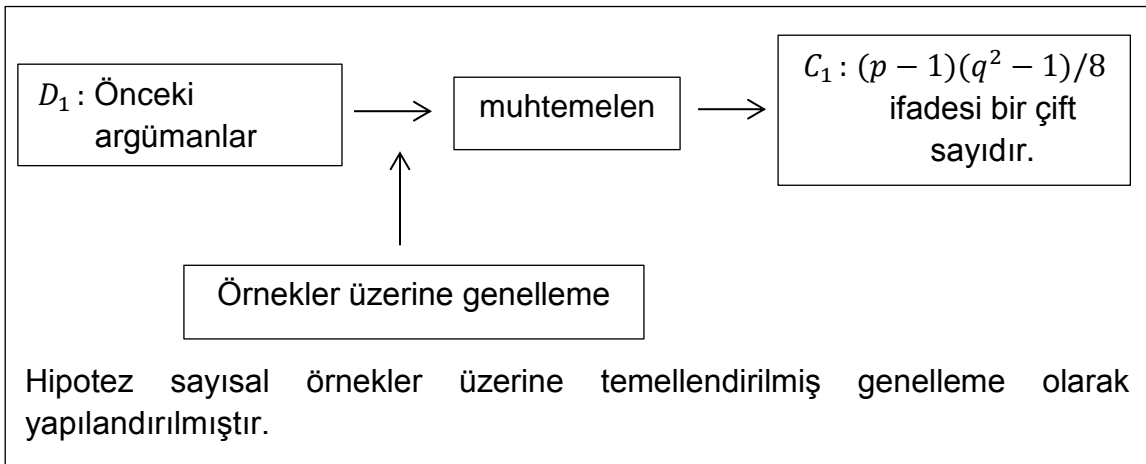 D₁ : Önceki
argümanlar
muhtemelen
C₁ : (p − 1)(q² − 1)/8
ifadesi bir çift
sayıdır.
Örnekler üzerine genelleme
Hipotez sayısal örnekler üzerine temellendirilmiş genelleme olarak
yapılandırılmıştır.